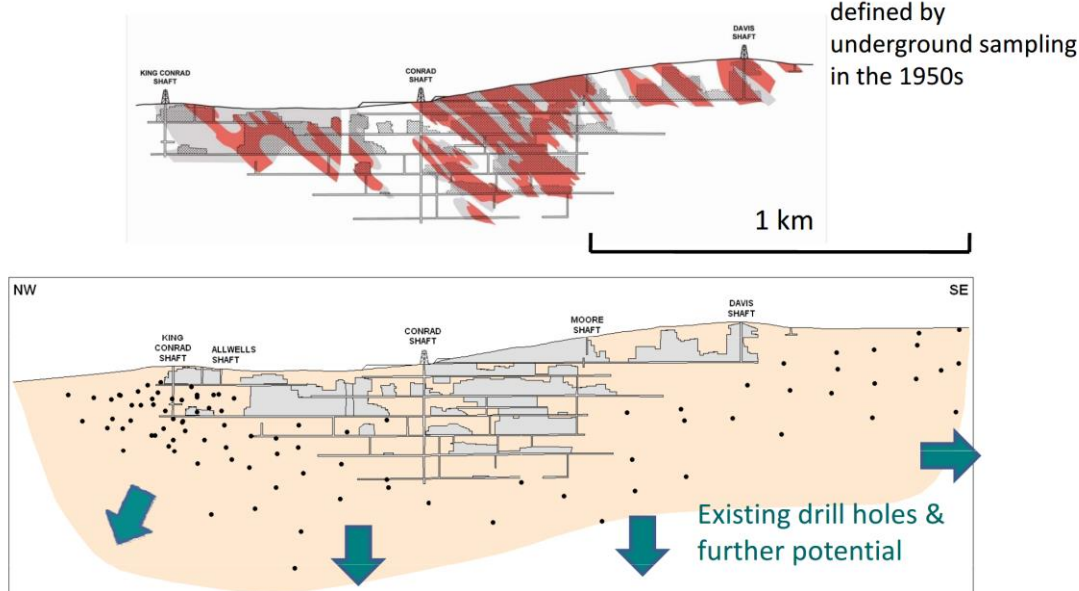 defined by
underground sampling
in the 1950s
DAVIS
SHAFT
KING CONRAD
SHAFT
CONRAD
SHAFT
1 km
NW
SE
KING
CONRAD
SHAFT
ALLWELLS
SHAFT
CONRAD
SHAFT
MOORE
SHAFT
DAVIS
SHAFT
Existing drill holes &
further potential